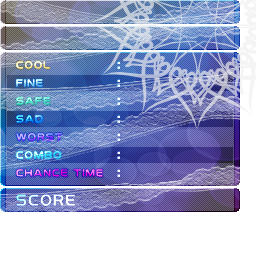 COOL :
FINE :
SAFE :
SAD :
WORST :
COMBO :
CHANCE TIME :
SCORE